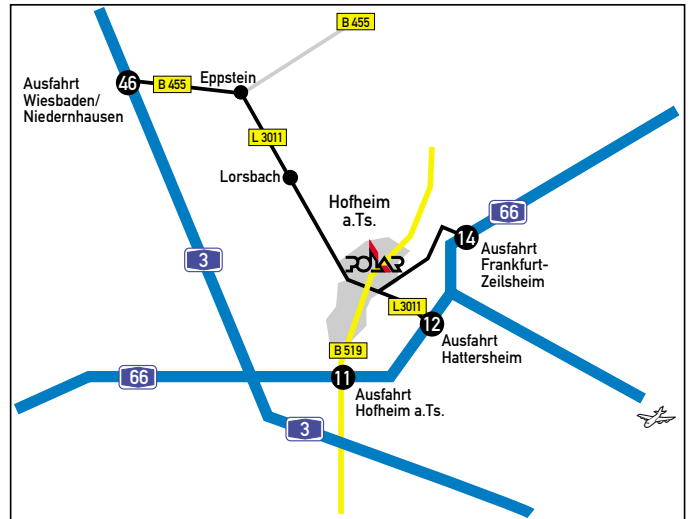 B 455
Ausfahrt
Wiesbaden/
Niedernhausen
46
B 455
Eppstein
L 3011
Lorsbach
Hofheim
a.Ts.
66
14
Ausfahrt
Frankfurt-
Zeilsheim
3
POLAR
L3011
12
Ausfahrt
Hattersheim
B 519
66
11
Ausfahrt
Hofheim a.Ts.
3